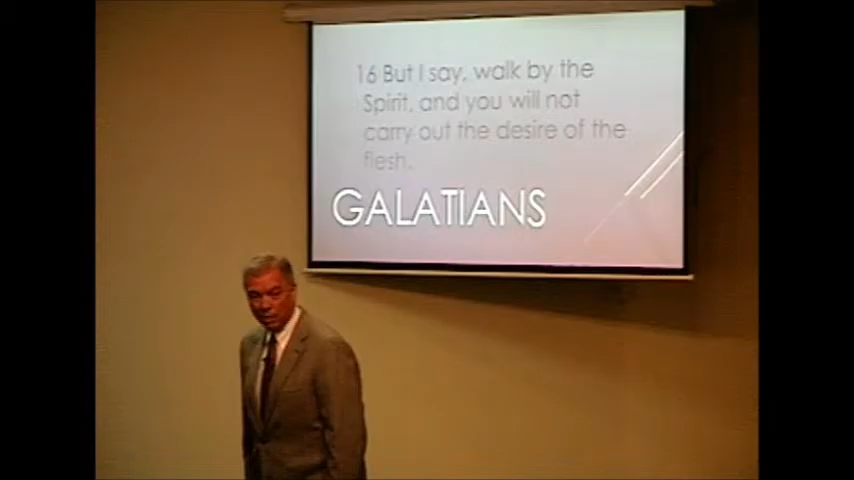 16 But I say, walk by the
Spirit, and you will not
carry out the desire of the
flesh.
GALATIANS